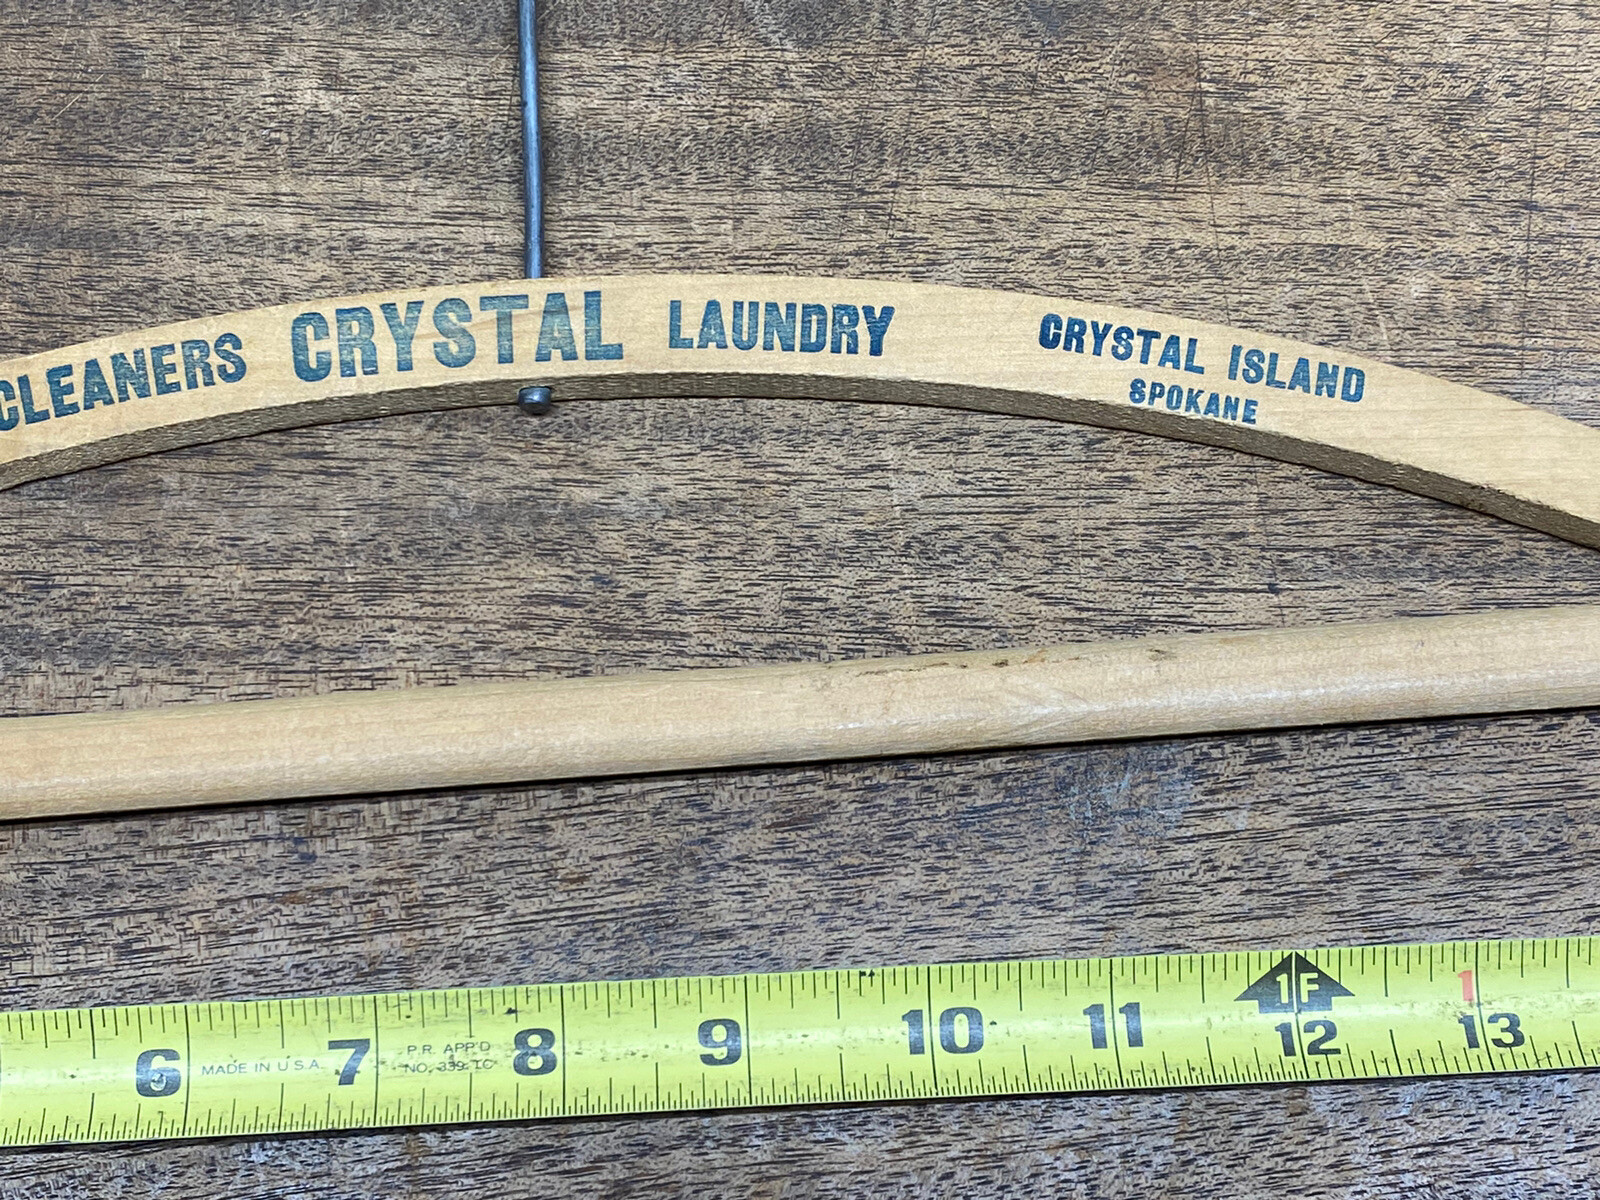 CLEANERS CRYSTAL LAUNDRY CRYSTAL ISLAND
SPOKANE
1F 1
6 7 8 9 10 11 12 13
MADE IN U.S.A. P.R. APP'D
NO. 339 LC